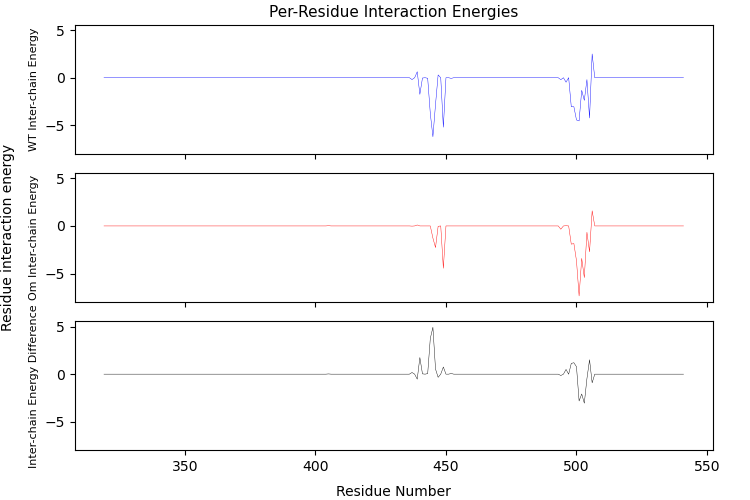 Per-Residue Interaction Energies
Residue interaction energy
WT Inter-chain Energy
5
0
−5
Om Inter-chain Energy
5
0
−5
Inter-chain Energy Difference
5
0
−5
350 400 450 500 550
Residue Number